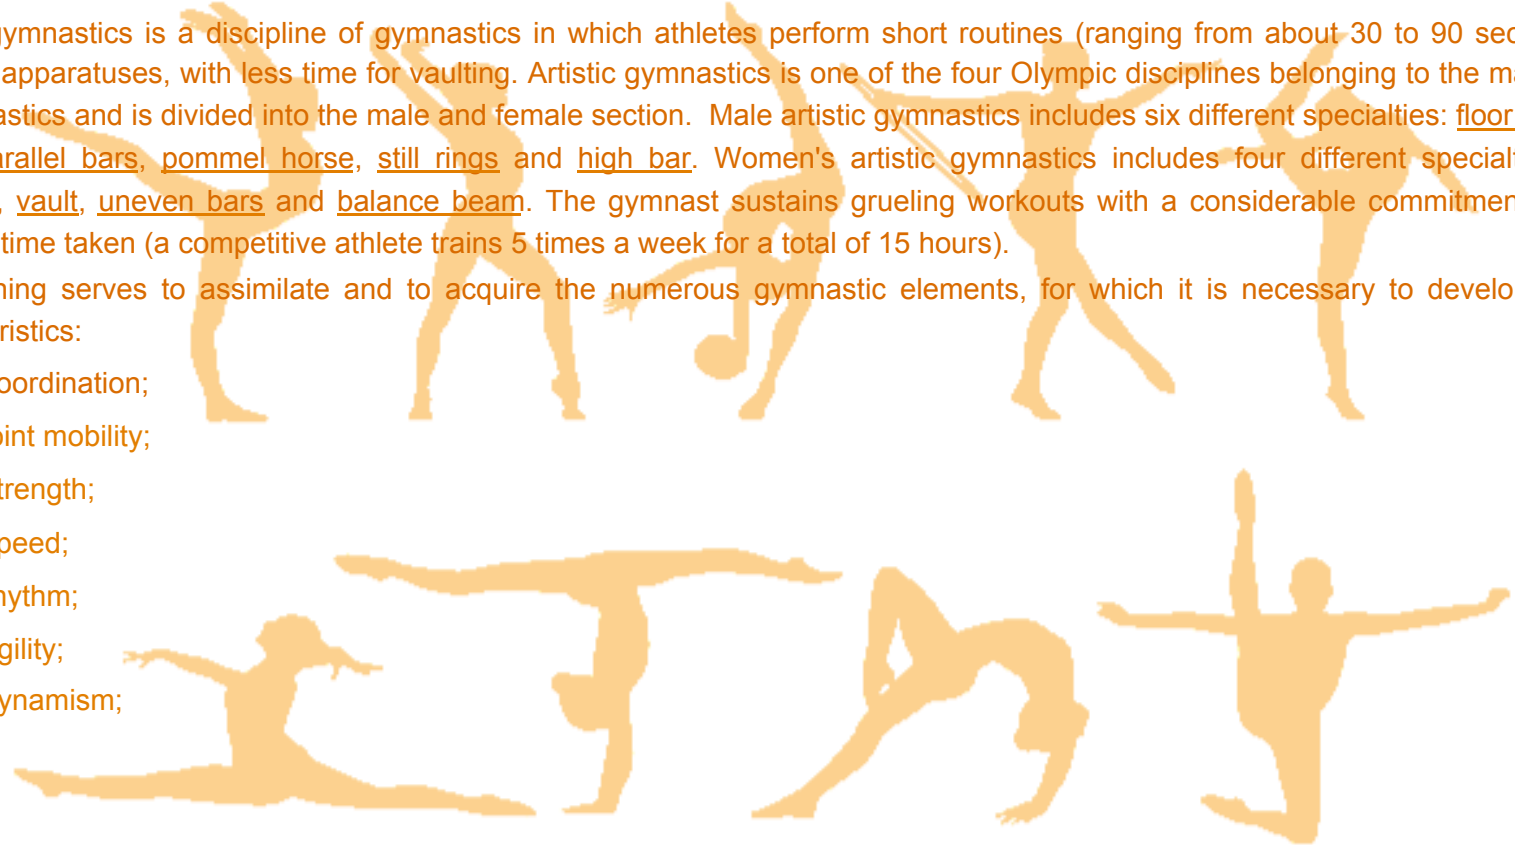 gymnastics is a discipline of gymnastics in which athletes perform short routines (ranging from about 30 to 90 sec
apparatuses, with less time for vaulting. Artistic gymnastics is one of the four Olympic disciplines belonging to the ma
astics and is divided into the male and female section. Male artistic gymnastics includes six different specialties: floor
arallel bars, pommel horse, still rings and high bar. Women's artistic gymnastics includes four different special
, vault, uneven bars and balance beam. The gymnast sustains grueling workouts with a considerable commitmen
time taken (a competitive athlete trains 5 times a week for a total of 15 hours).
ning serves to assimilate and to acquire the numerous gymnastic elements, for which it is necessary to develo
ristics:
oordination;
oint mobility;
trength;
peed;
hythm;
gility;
ynamism;